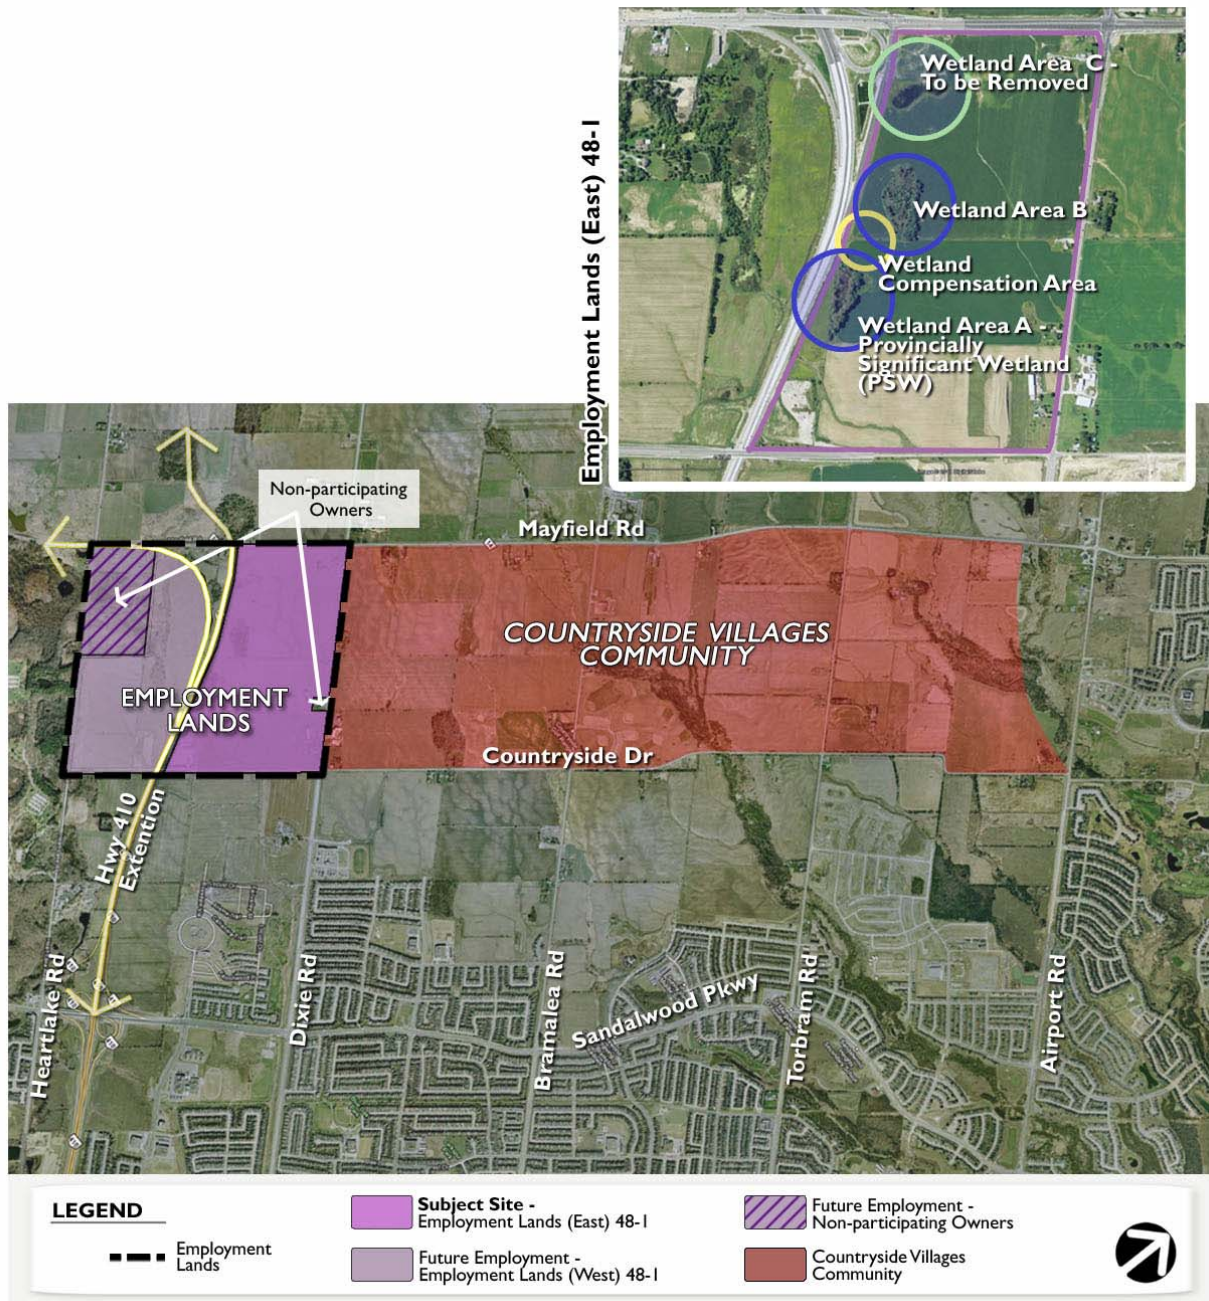 Employment Lands (East) 48-1
Wetland Area C -
To be Removed
Wetland Area B
Wetland
Compensation Area
Wetland Area A -
Provincially
Significant Wetland
(PSW)
Non-participating
Owners
Mayfield Rd
COUNTRYSIDE VILLAGES
COMMUNITY
EMPLOYMENT
LANDS
Countryside Dr
Hwy 410
Extention
Heartlake Rd
Dixie Rd
Bramalea Rd
Sandalwood Pkwy
Torbram Rd
Airport Rd
LEGEND
Employment
Lands
Subject Site -
Employment Lands (East) 48-1
Future Employment -
Employment Lands (West) 48-1
Future Employment -
Non-participating Owners
Countryside Villages
Community